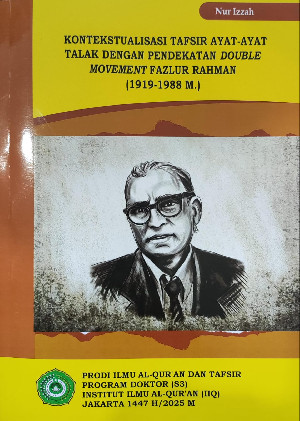 Nur Izzah
KONTEKSTUALISASI TAFSIR AYAT-AYAT
TALAK DENGAN PENDEKATAN DOUBLE
MOVEMENT FAZLUR RAHMAN
(1919-1988 M.)
PRODI ILMU AL-QUR'AN DAN TAFSIR
PROGRAM DOKTOR (S3)
INSTITUT ILMU AL-QUR'AN (IIQ)
JAKARTA 1447 H/2025 M